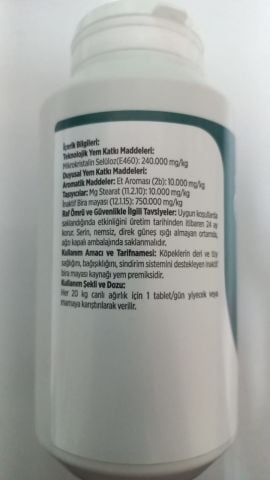 İçerik Bilgileri:
Teknolojik Yem Katkı Maddeleri:
Mikrokristalin Selüloz(E460): 240.000 mg/kg
Duyusal Yem Katkı Maddeleri:
Aromatik Maddeler: Et Aroması (2b): 10.000 mg/kg
Taşıyıcılar: Mg Stearat (11.2.10): 10.000 mg/kg
İnaktif Bira mayası (12.1.15): 750.000 mg/kg
Raf Ömrü ve Güvenlikle İlgili Tavsiyeler: Uygun koşullarda
saklandığında etkinliğini üretim tarihinden itibaren 24 ay
korur. Serin, nemsiz, direk güneş ışığı almayan ortamda,
ağzı kapalı ambalajında saklanmalıdır.
Kullanım Amacı ve Tarifnamesi: Köpeklerin deri ve tüy
sağlığını, bağışıklığını, sindirim sistemini destekleyen inaktif
bira mayası kaynağı yem premiksidir.
Kullanım Şekli ve Dozu:
Her 20 kg canlı ağırlık için 1 tablet/gün yiyecek veya
mamaya karıştırılarak verilir.